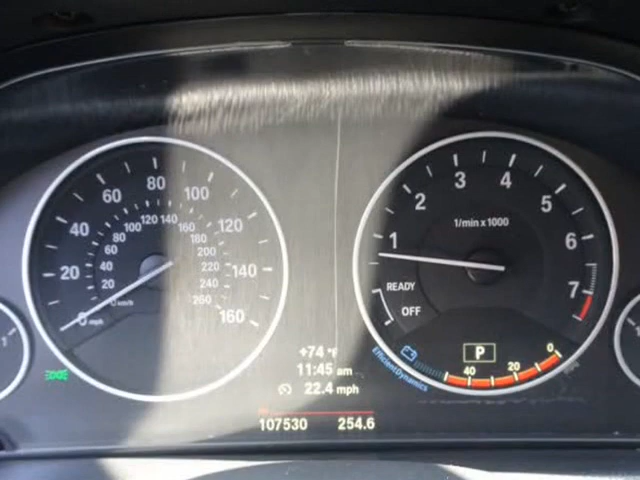 0 20 40 60 80 100 120 140 160
mph
20 40 60 80 100 120 140 160 180 200 220 240 260
km/h
1 2 3 4 5 6 7
1/min x 1000
READY
OFF
P
40 20 0
EfficientDynamics
+74 °F
11:45 am
22.4 mph
107530 254.6